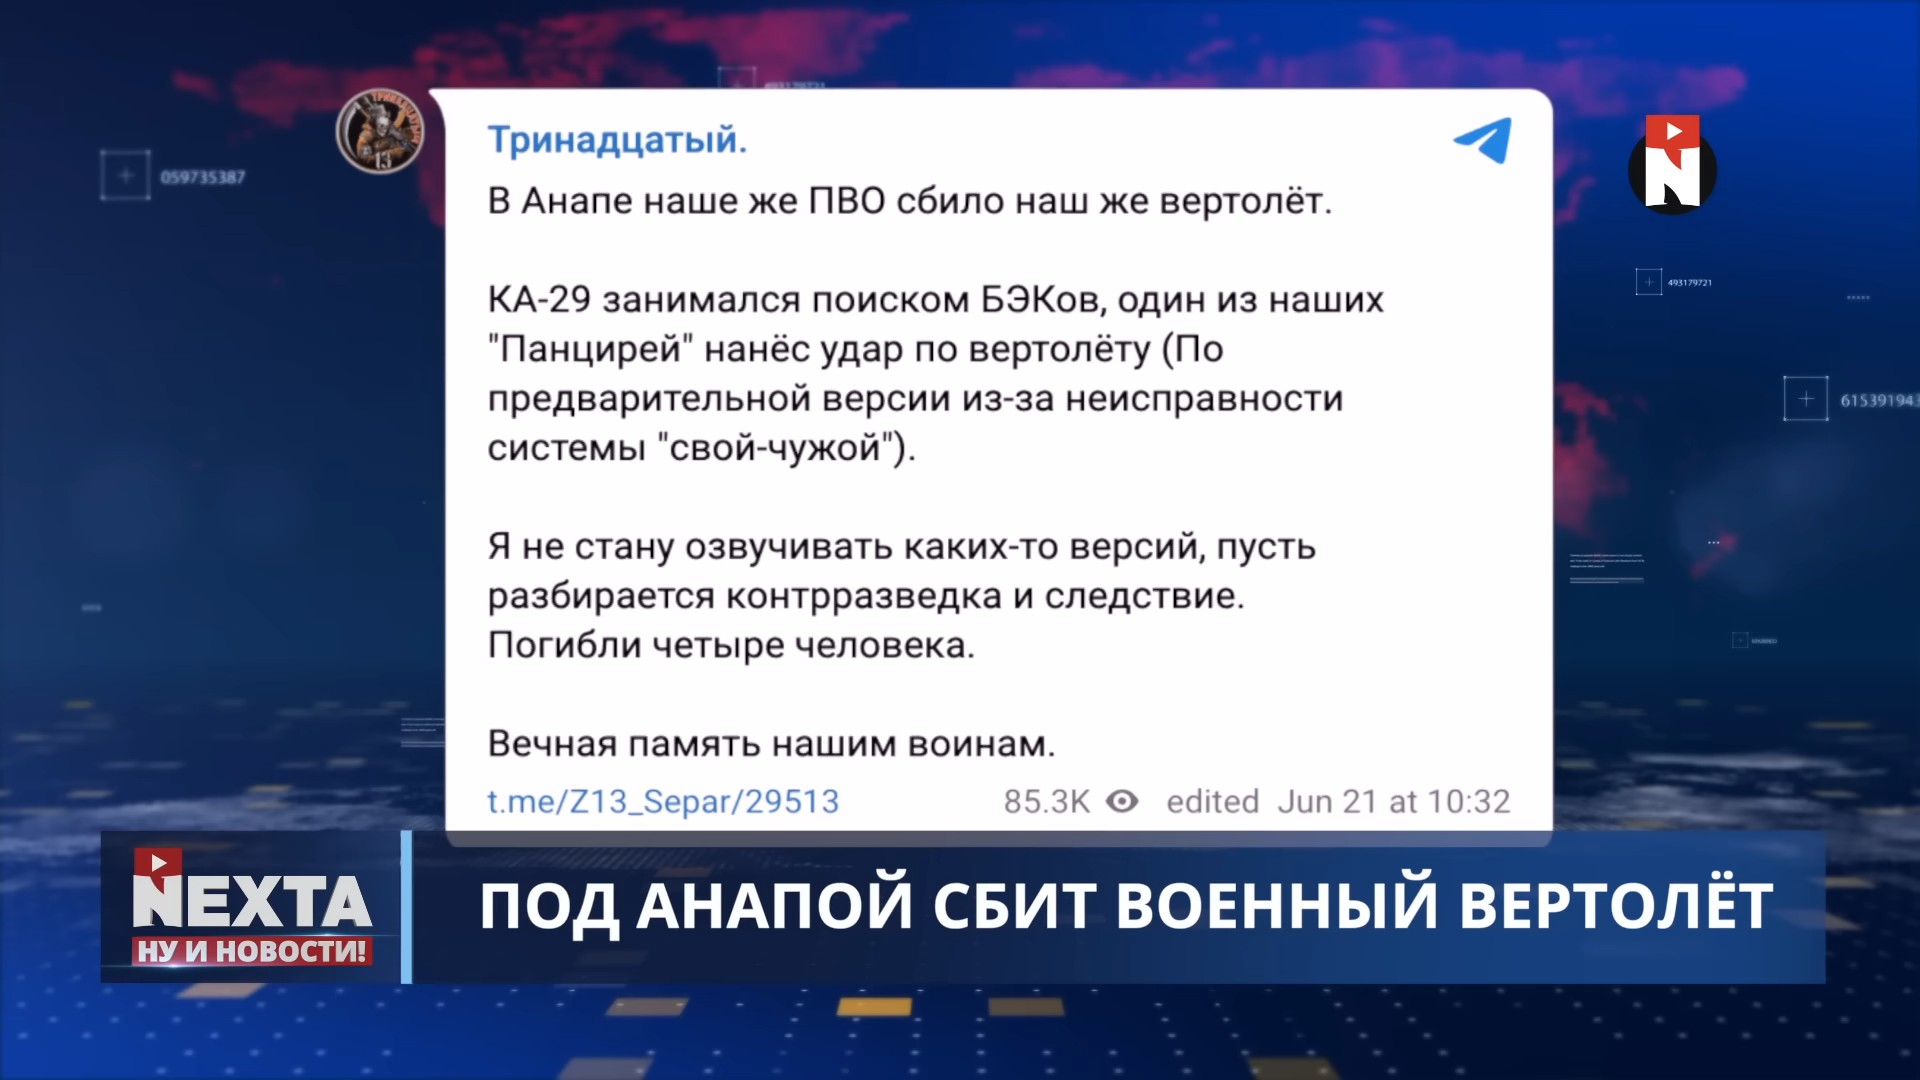 493179721
059735387
Тринадцатый.
В Анапе наше же ПВО сбило наш же вертолёт.
КА-29 занимался поиском БЭКов, один из наших
"Панцирей" нанёс удар по вертолёту (По
предварительной версии из-за неисправности
системы "свой-чужой").
Я не стану озвучивать каких-то версий, пусть
разбирается контрразведка и следствие.
Погибли четыре человека.
Вечная память нашим воинам.
t.me/Z13_Separ/29513 85.3K edited Jun 21 at 10:32
N
493179721
615391943
NEXTA
НУ И НОВОСТИ!
ПОД АНАПОЙ СБИТ ВОЕННЫЙ ВЕРТОЛЁТ